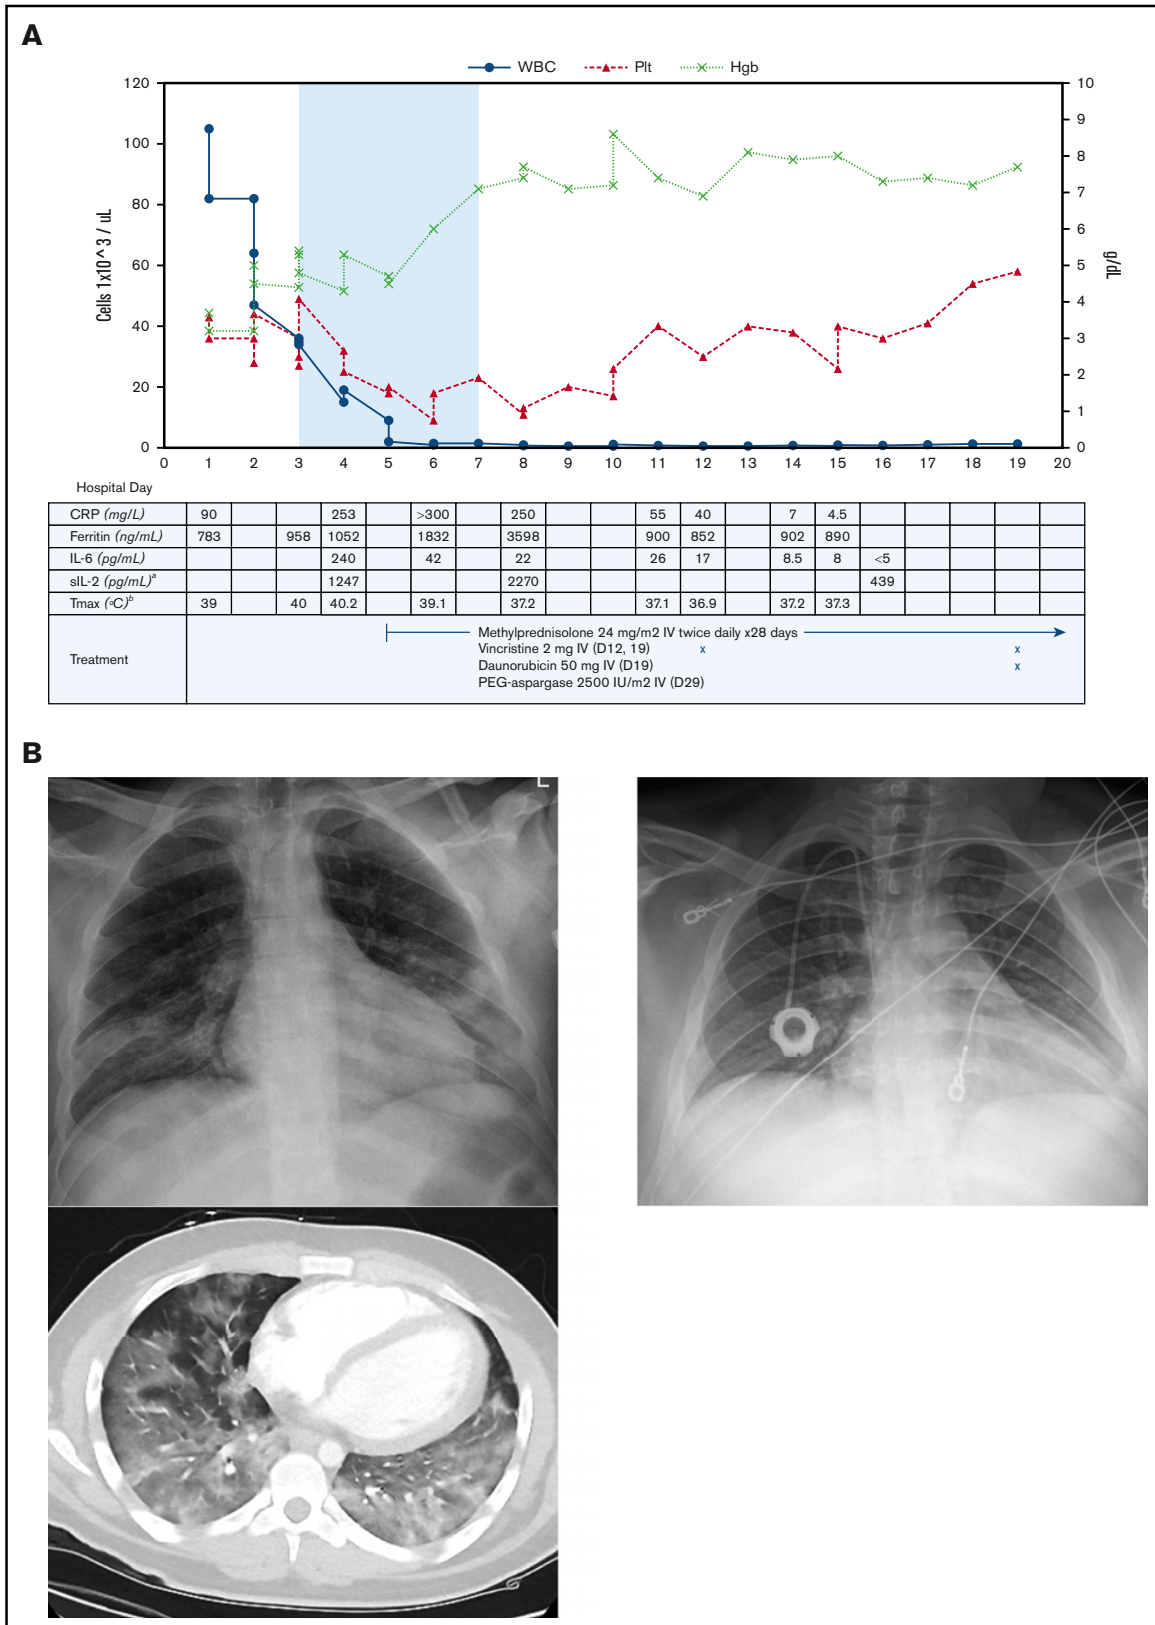 A
WBC Plt Hgb
120 10
9
100
8
80 7
6
60
5
4
40
3
2
20
1
0 0
Cells 1x10^3 / uL
g/dL
0 1 2 3 4 5 6 7 8 9 10 11 12 13 14 15 16 17 18 19 20
Hospital Day
CRP (mg/L) 90 253 >300 250 55 40 7 4.5
Ferritin (ng/mL) 783 958 1052 1832 3598 900 852 902 890
IL-6 (pg/mL) 240 42 22 26 17 8.5 8 <5
sIL-2 (pg/mL)a 1247 2270 439
Tmax (oC)b 39 40 40.2 39.1 37.2 37.1 36.9 37.2 37.3
Treatment
Methylprednisolone 24 mg/m2 IV twice daily x28 days
Vincristine 2 mg IV (D12, 19) x x
Daunorubicin 50 mg IV (D19) x
PEG-aspargase 2500 IU/m2 IV (D29)
B
L